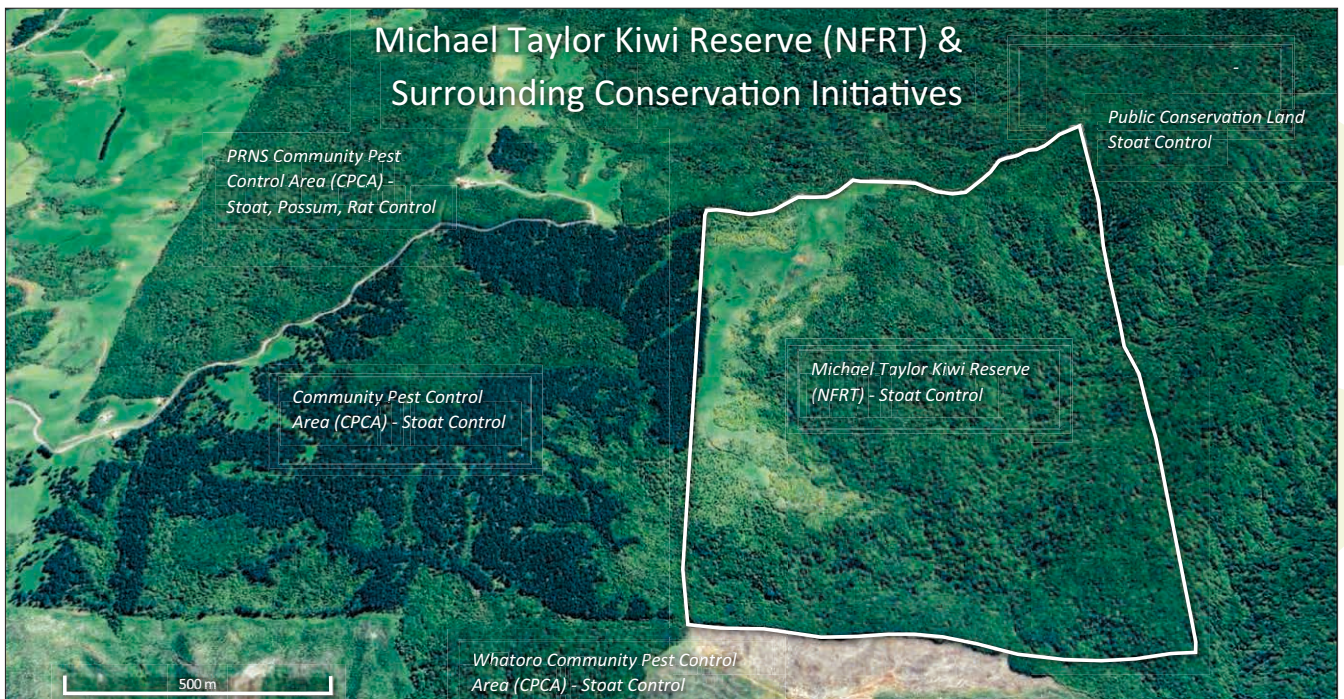 Michael Taylor Kiwi Reserve (NFRT) &
Surrounding Conservation Initiatives
Public Conservation Land -
Stoat Control
PRNS Community Pest
Control Area (CPCA) -
Stoat, Possum, Rat Control
Michael Taylor Kiwi Reserve
(NFRT) - Stoat Control
Community Pest Control
Area (CPCA) - Stoat Control
Whatoro Community Pest Control
Area (CPCA) - Stoat Control
500 m